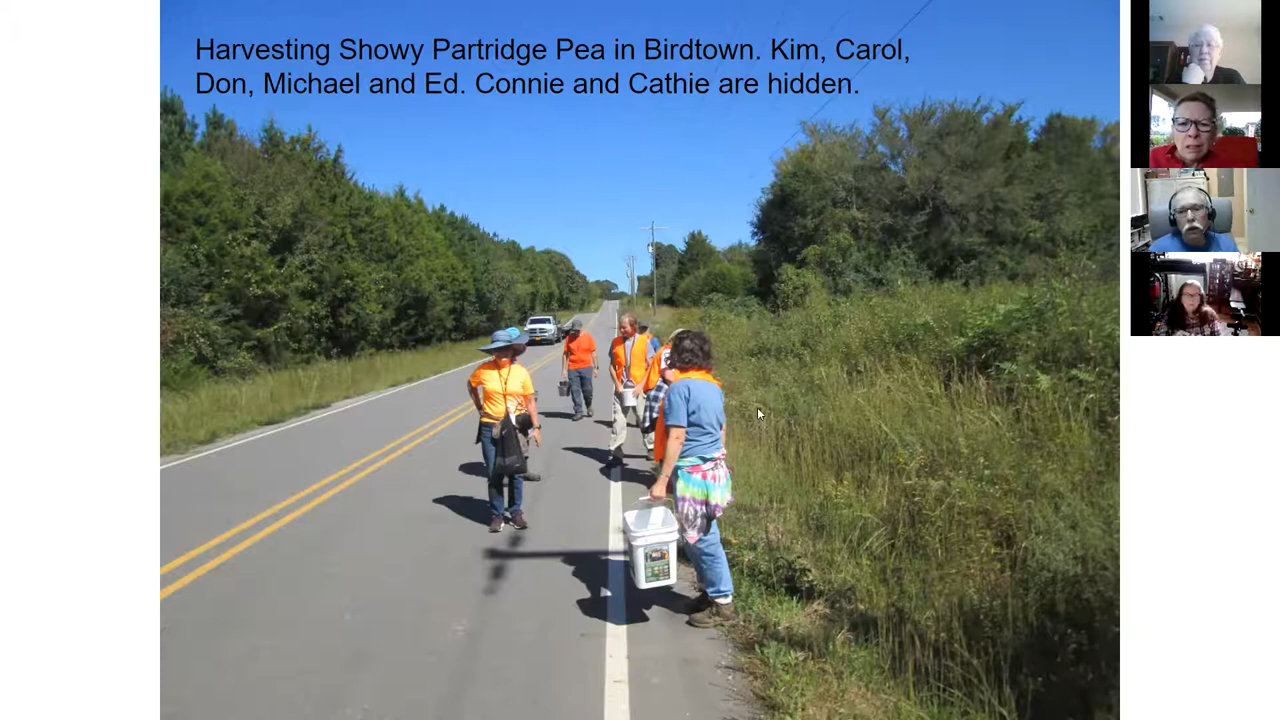 Harvesting Showy Partridge Pea in Birdtown. Kim, Carol,
Don, Michael and Ed. Connie and Cathie are hidden.